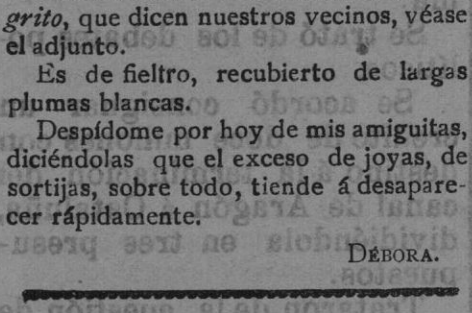 grito, que dicen nuestros vecinos, véase
el adjunto.
Es de fieltro, recubierto de largas
plumas blancas.
Despídome por hoy de mis amiguitas,
diciéndolas que el exceso de joyas, de
sortijas, sobre todo, tiende á desapare-
cer rápidamente.
DÉBORA.